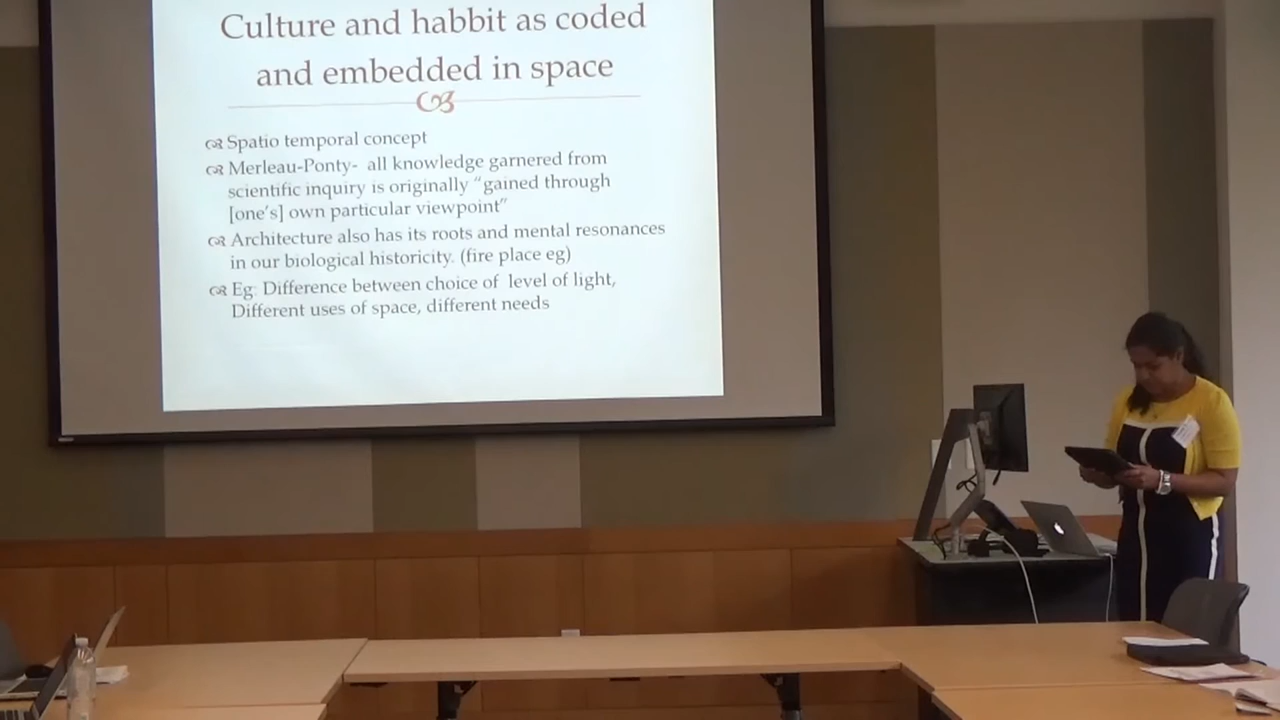 Culture and habbit as coded
and embedded in space
Spatio temporal concept
Merleau-Ponty- all knowledge garnered from
scientific inquiry is originally “gained through
[one's] own particular viewpoint”
Architecture also has its roots and mental resonances
in our biological historicity. (fire place eg)
Eg: Difference between choice of level of light,
Different uses of space, different needs